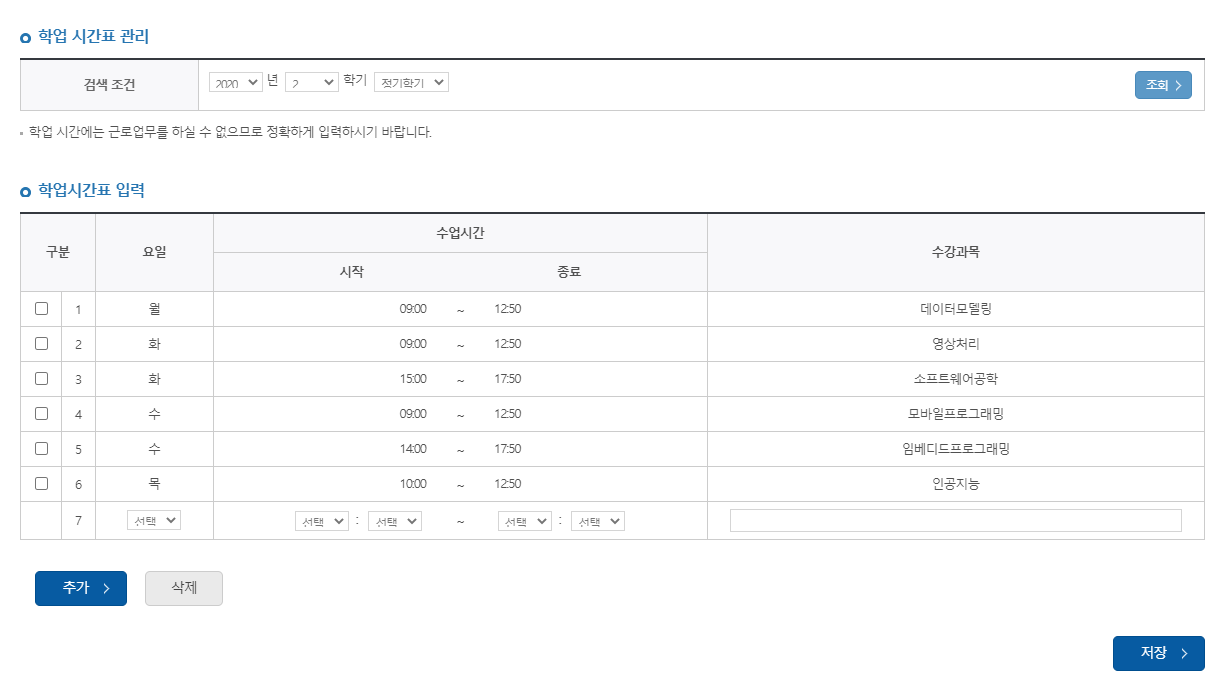 학업 시간표 관리
검색 조건 2020 년 2 학기 정기학기 조회
학업 시간에는 근로업무를 하실 수 없으므로 정확하게 입력하시기 바랍니다.
학업시간표 입력
구분 요일 수업시간 수강과목
시작 종료
1 월 09:00 ~ 12:50 데이터모델링
2 화 09:00 ~ 12:50 영상처리
3 화 15:00 ~ 17:50 소프트웨어공학
4 수 09:00 ~ 12:50 모바일프로그래밍
5 수 14:00 ~ 17:50 임베디드프로그래밍
6 목 10:00 ~ 12:50 인공지능
7 선택 선택 : 선택 ~ 선택 : 선택
추가 삭제
저장